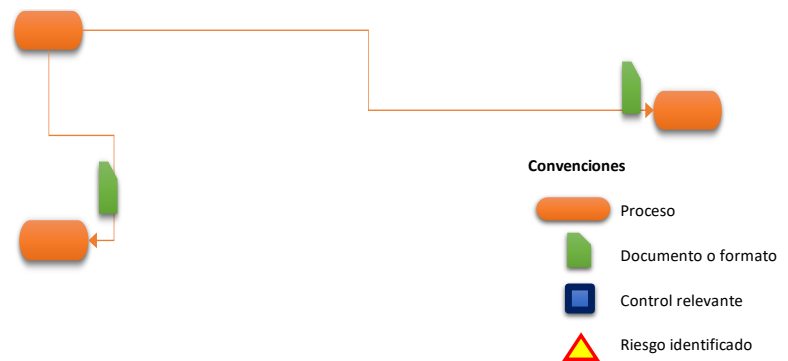 Convenciones
Proceso
Documento o formato
Control relevante
Riesgo identificado